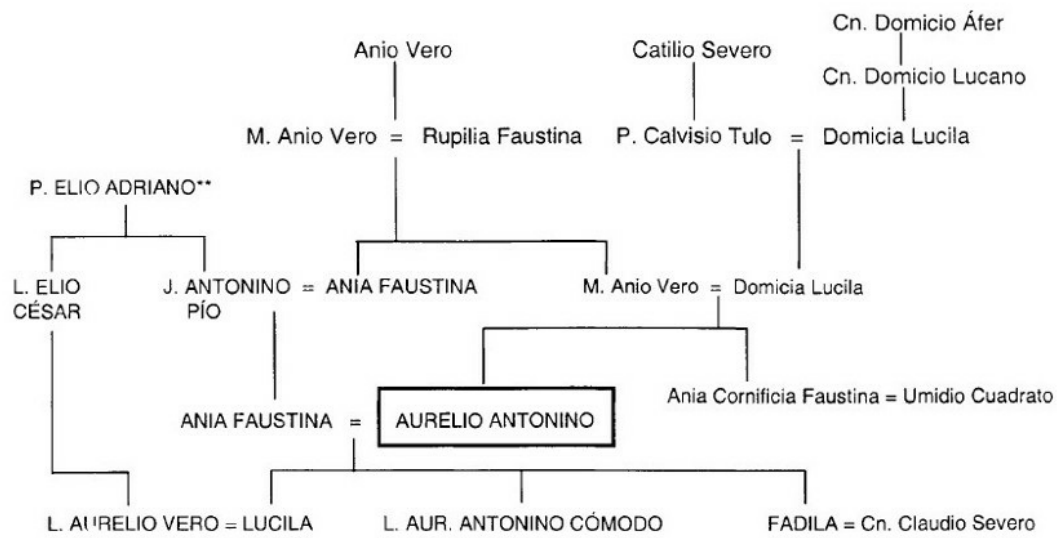 Cn. Domicio Áfer
Anio Vero Catilio Severo
Cn. Domicio Lucano
M. Anio Vero = Rupilia Faustina P. Calvisio Tulo = Domicia Lucila
P. ELIO ADRIANO**
L. ELIO J. ANTONINO = ANIA FAUSTINA M. Anio Vero = Domicia Lucila
CÉSAR PÍO
Ania Cornificia Faustina = Umidio Cuadrato
ANIA FAUSTINA = AURELIO ANTONINO
L. AURELIO VERO = LUCILA L. AUR. ANTONINO CÓMODO FADILA = Cn. Claudio Severo